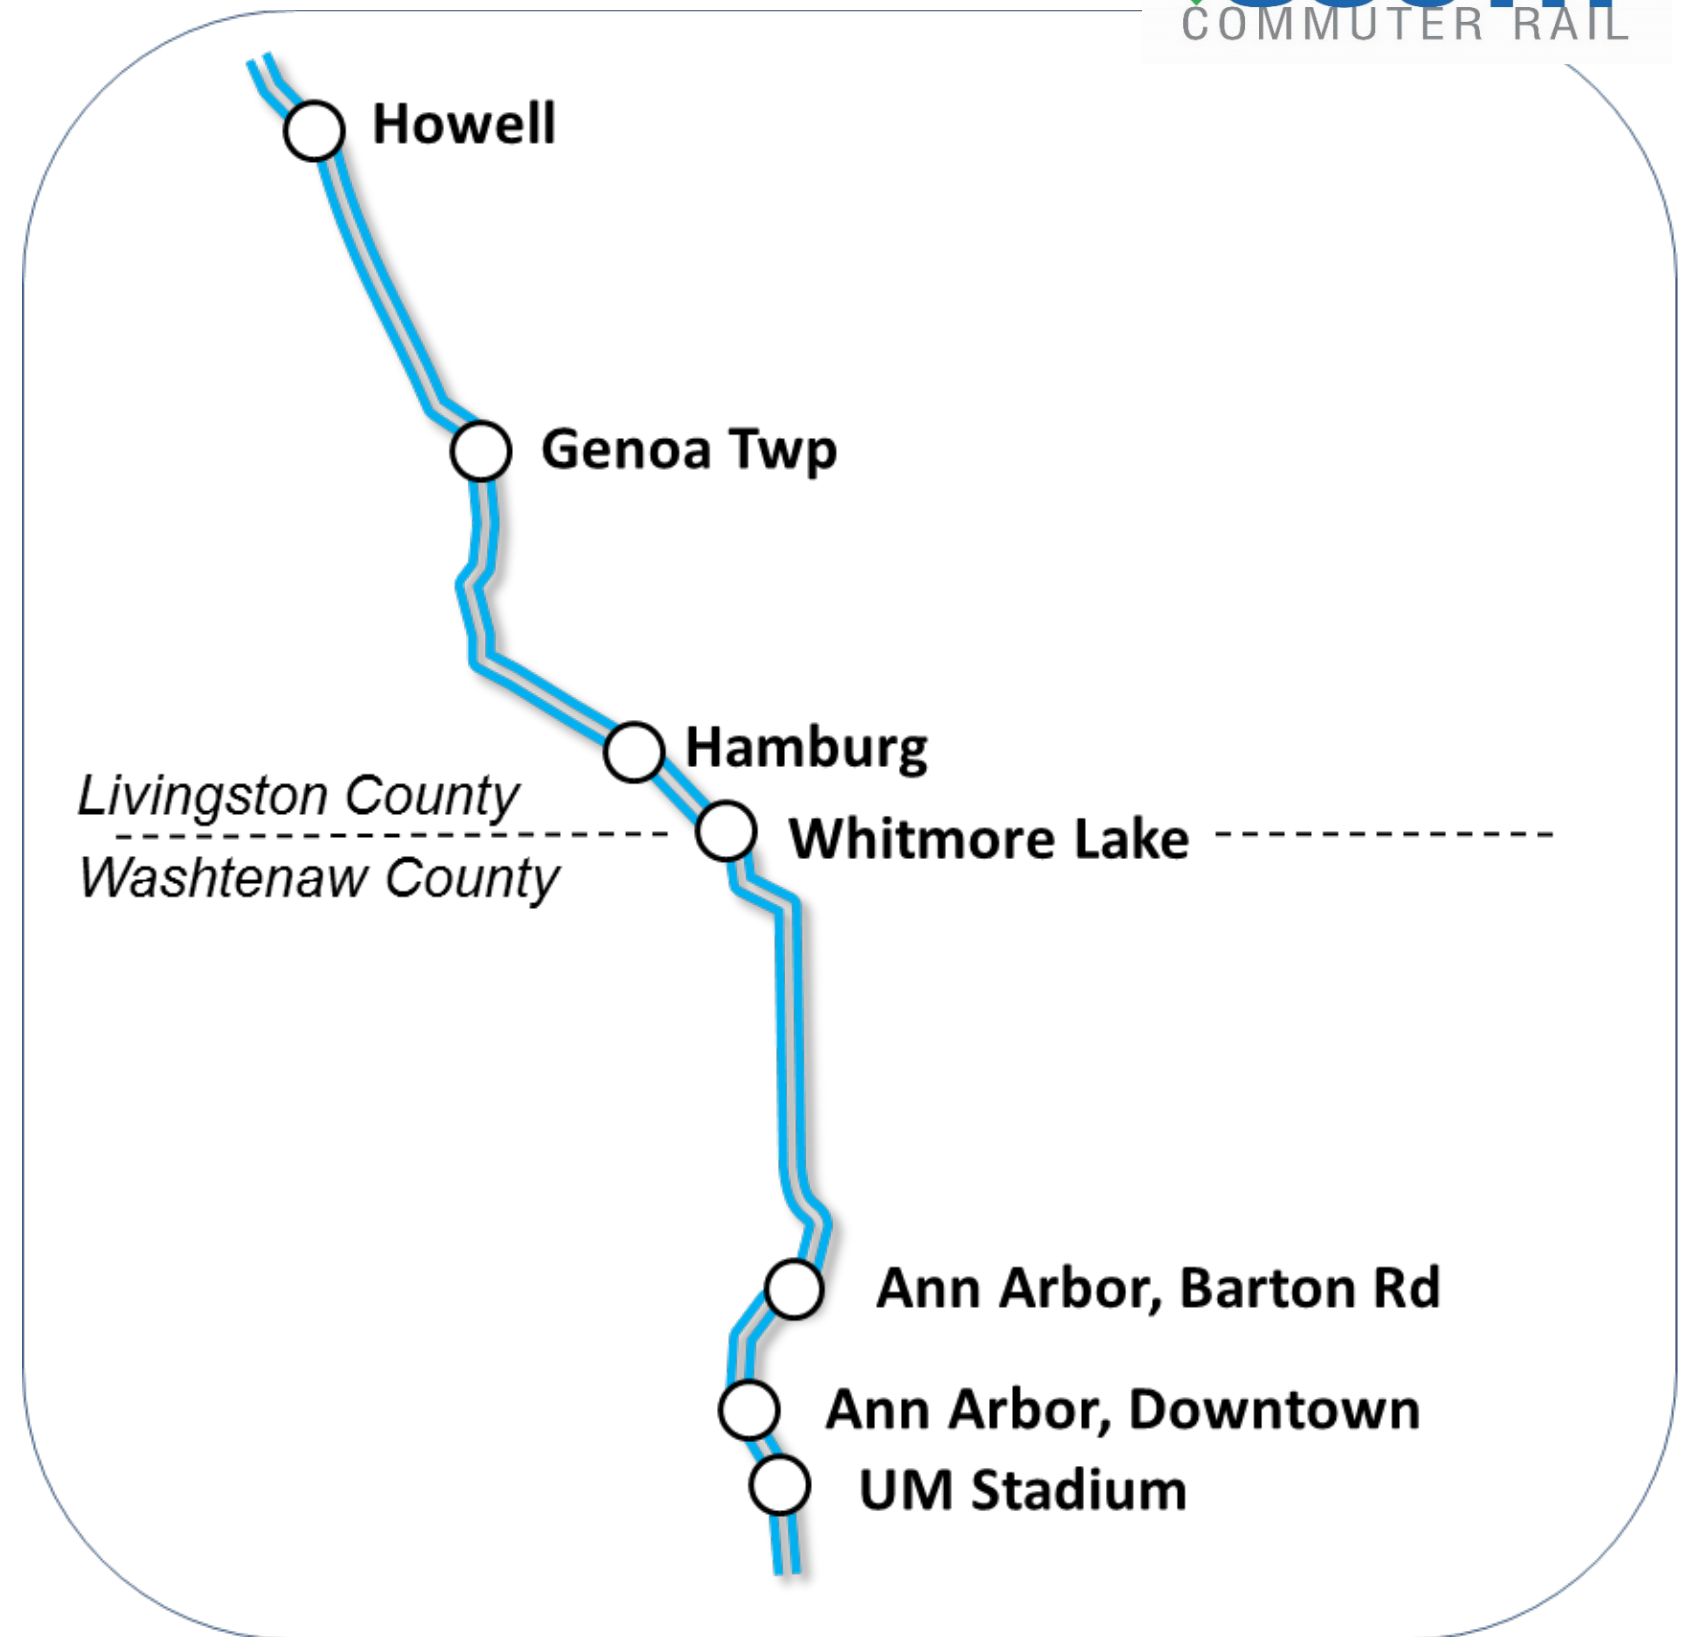 COMMUTER RAIL
Howell
Genoa Twp
Hamburg
Livingston County
Whitmore Lake
Washtenaw County
Ann Arbor, Barton Rd
Ann Arbor, Downtown
UM Stadium